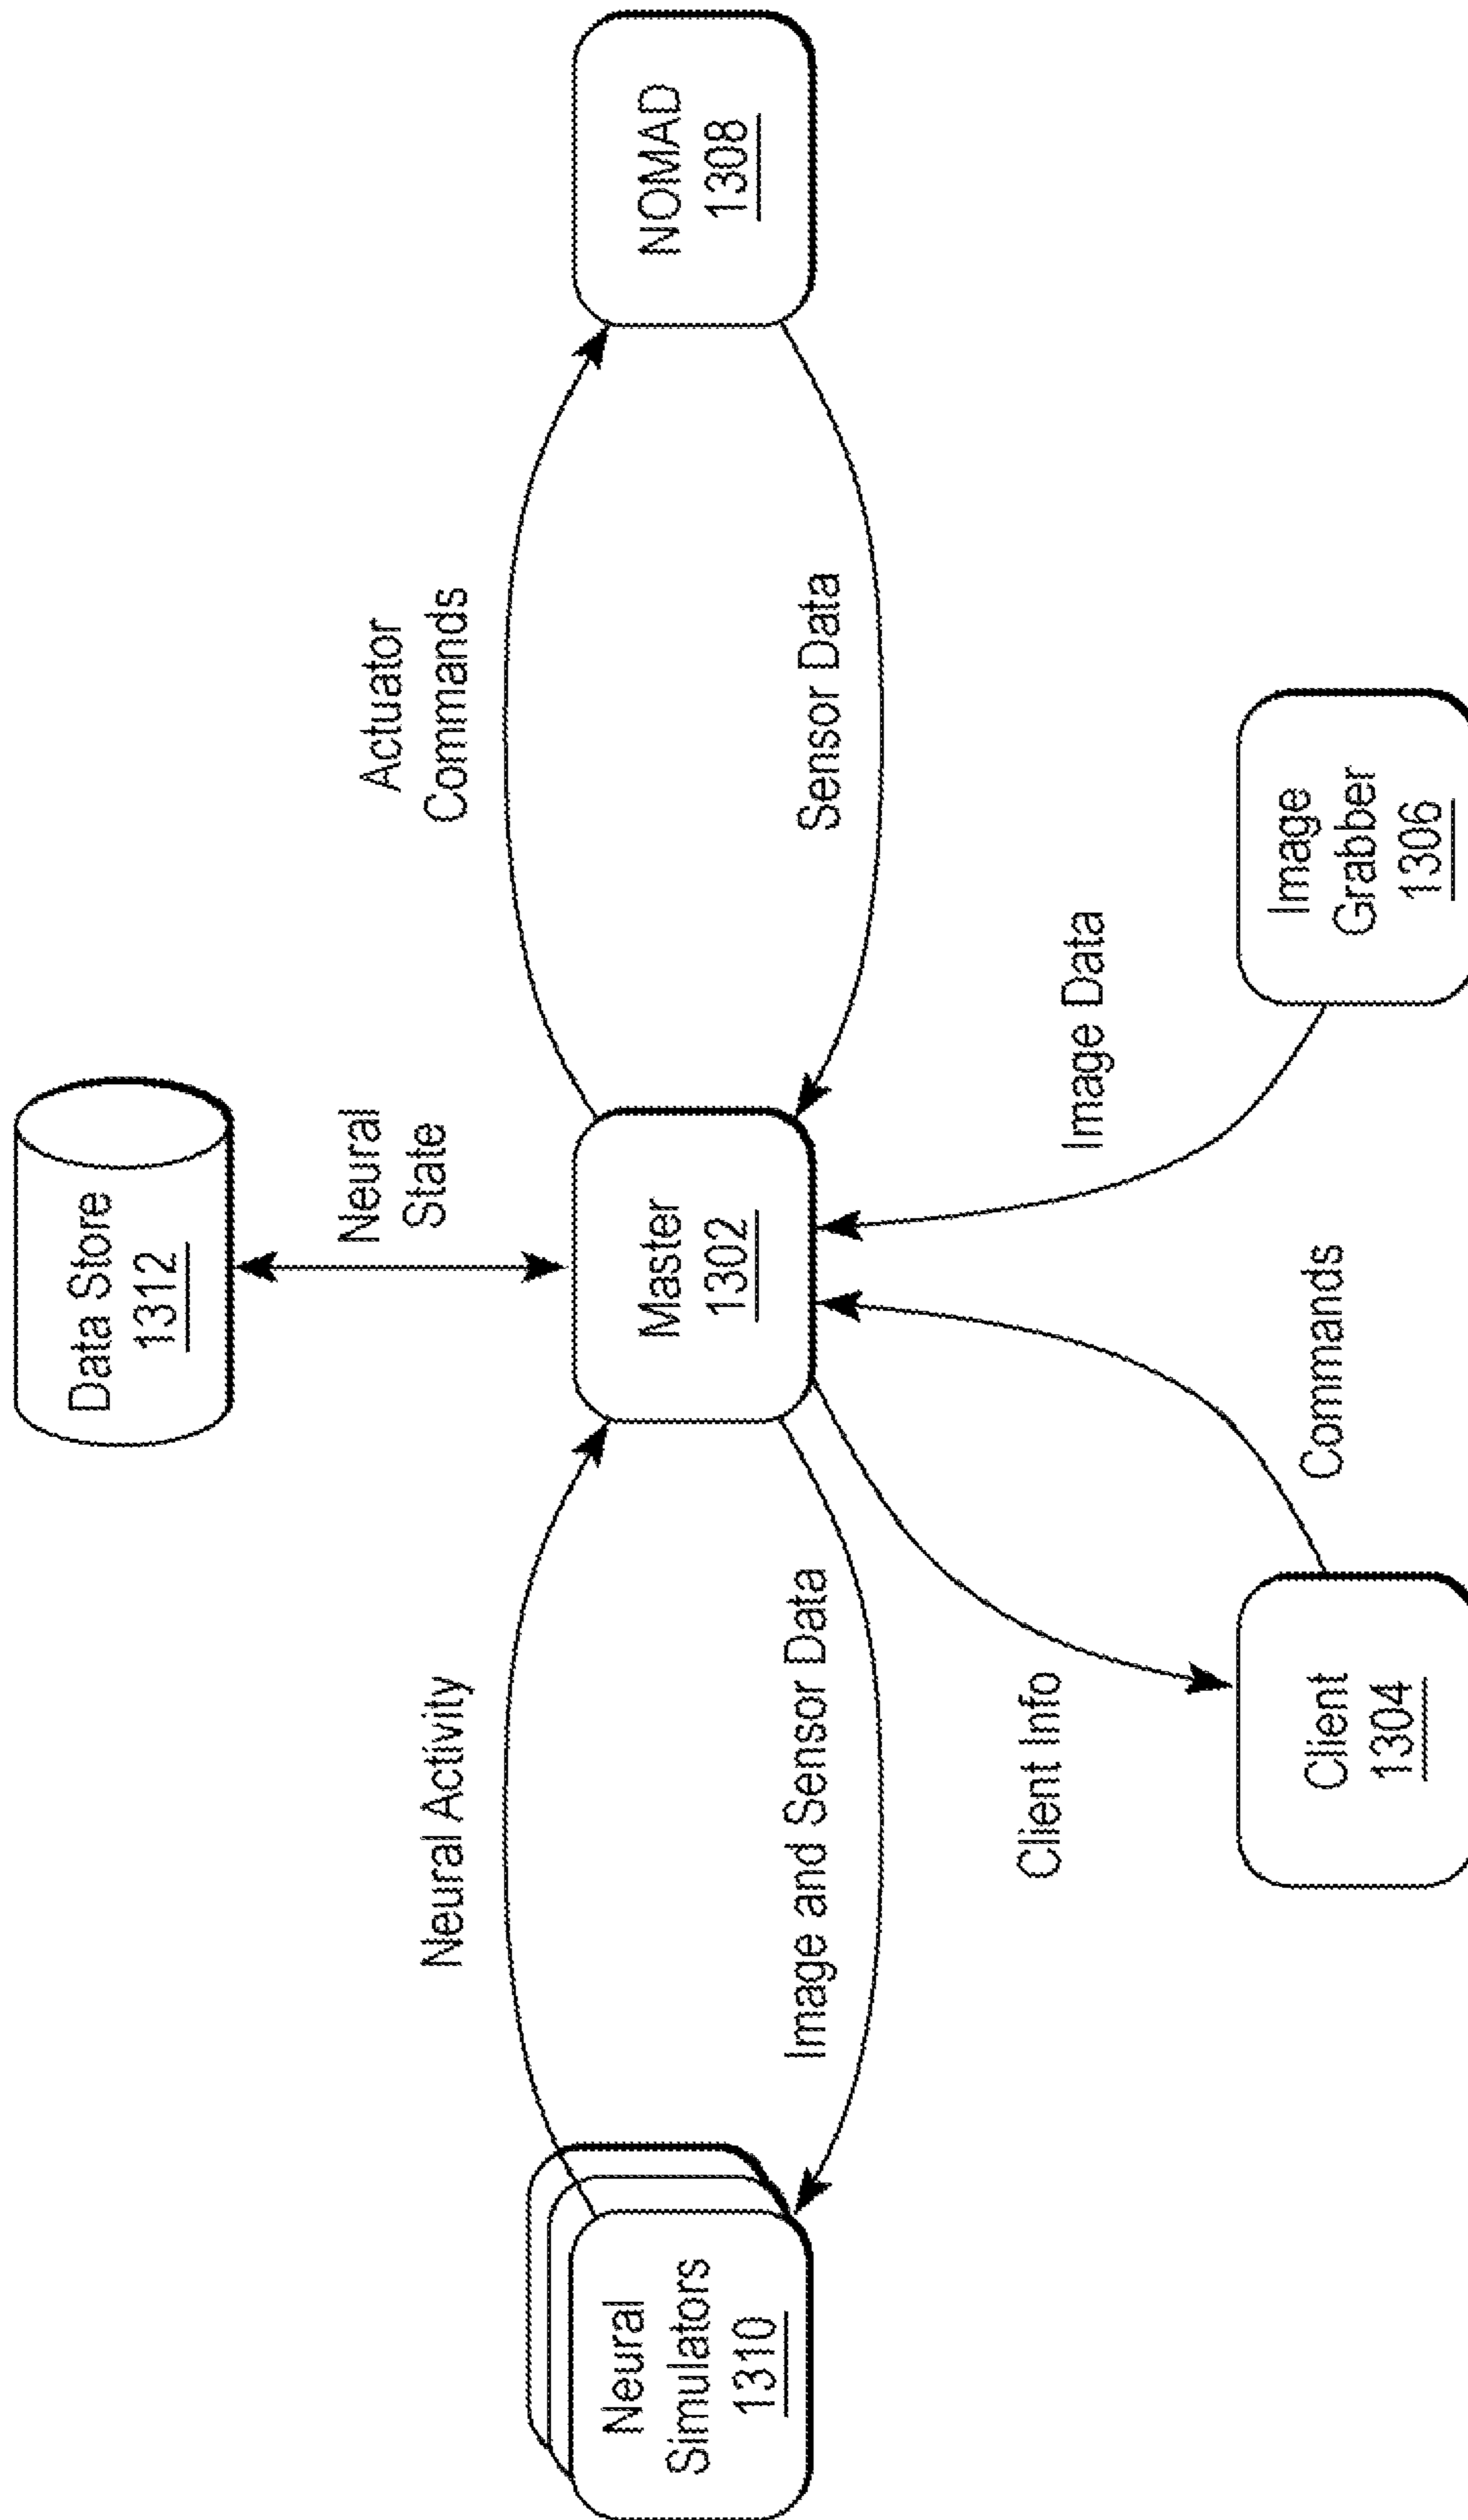 Data Store
1312
Neural
State
Neural Activity
Actuator
Commands
Neural
Simulators
1310
Master
1302
NOMAD
1308
Image and Sensor Data
Sensor Data
Client Info
Image Data
Commands
Client
1304
Image
Grabber
1306